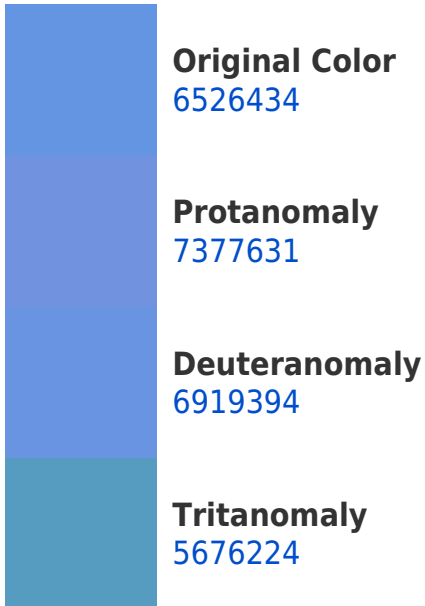 Original Color
6526434
Protanomaly
7377631
Deuteranomaly
6919394
Tritanomaly
5676224